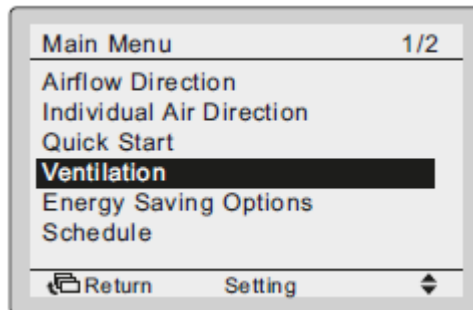 Main Menu 1/2
Airflow Direction
Individual Air Direction
Quick Start
Ventilation
Energy Saving Options
Schedule
Return Setting